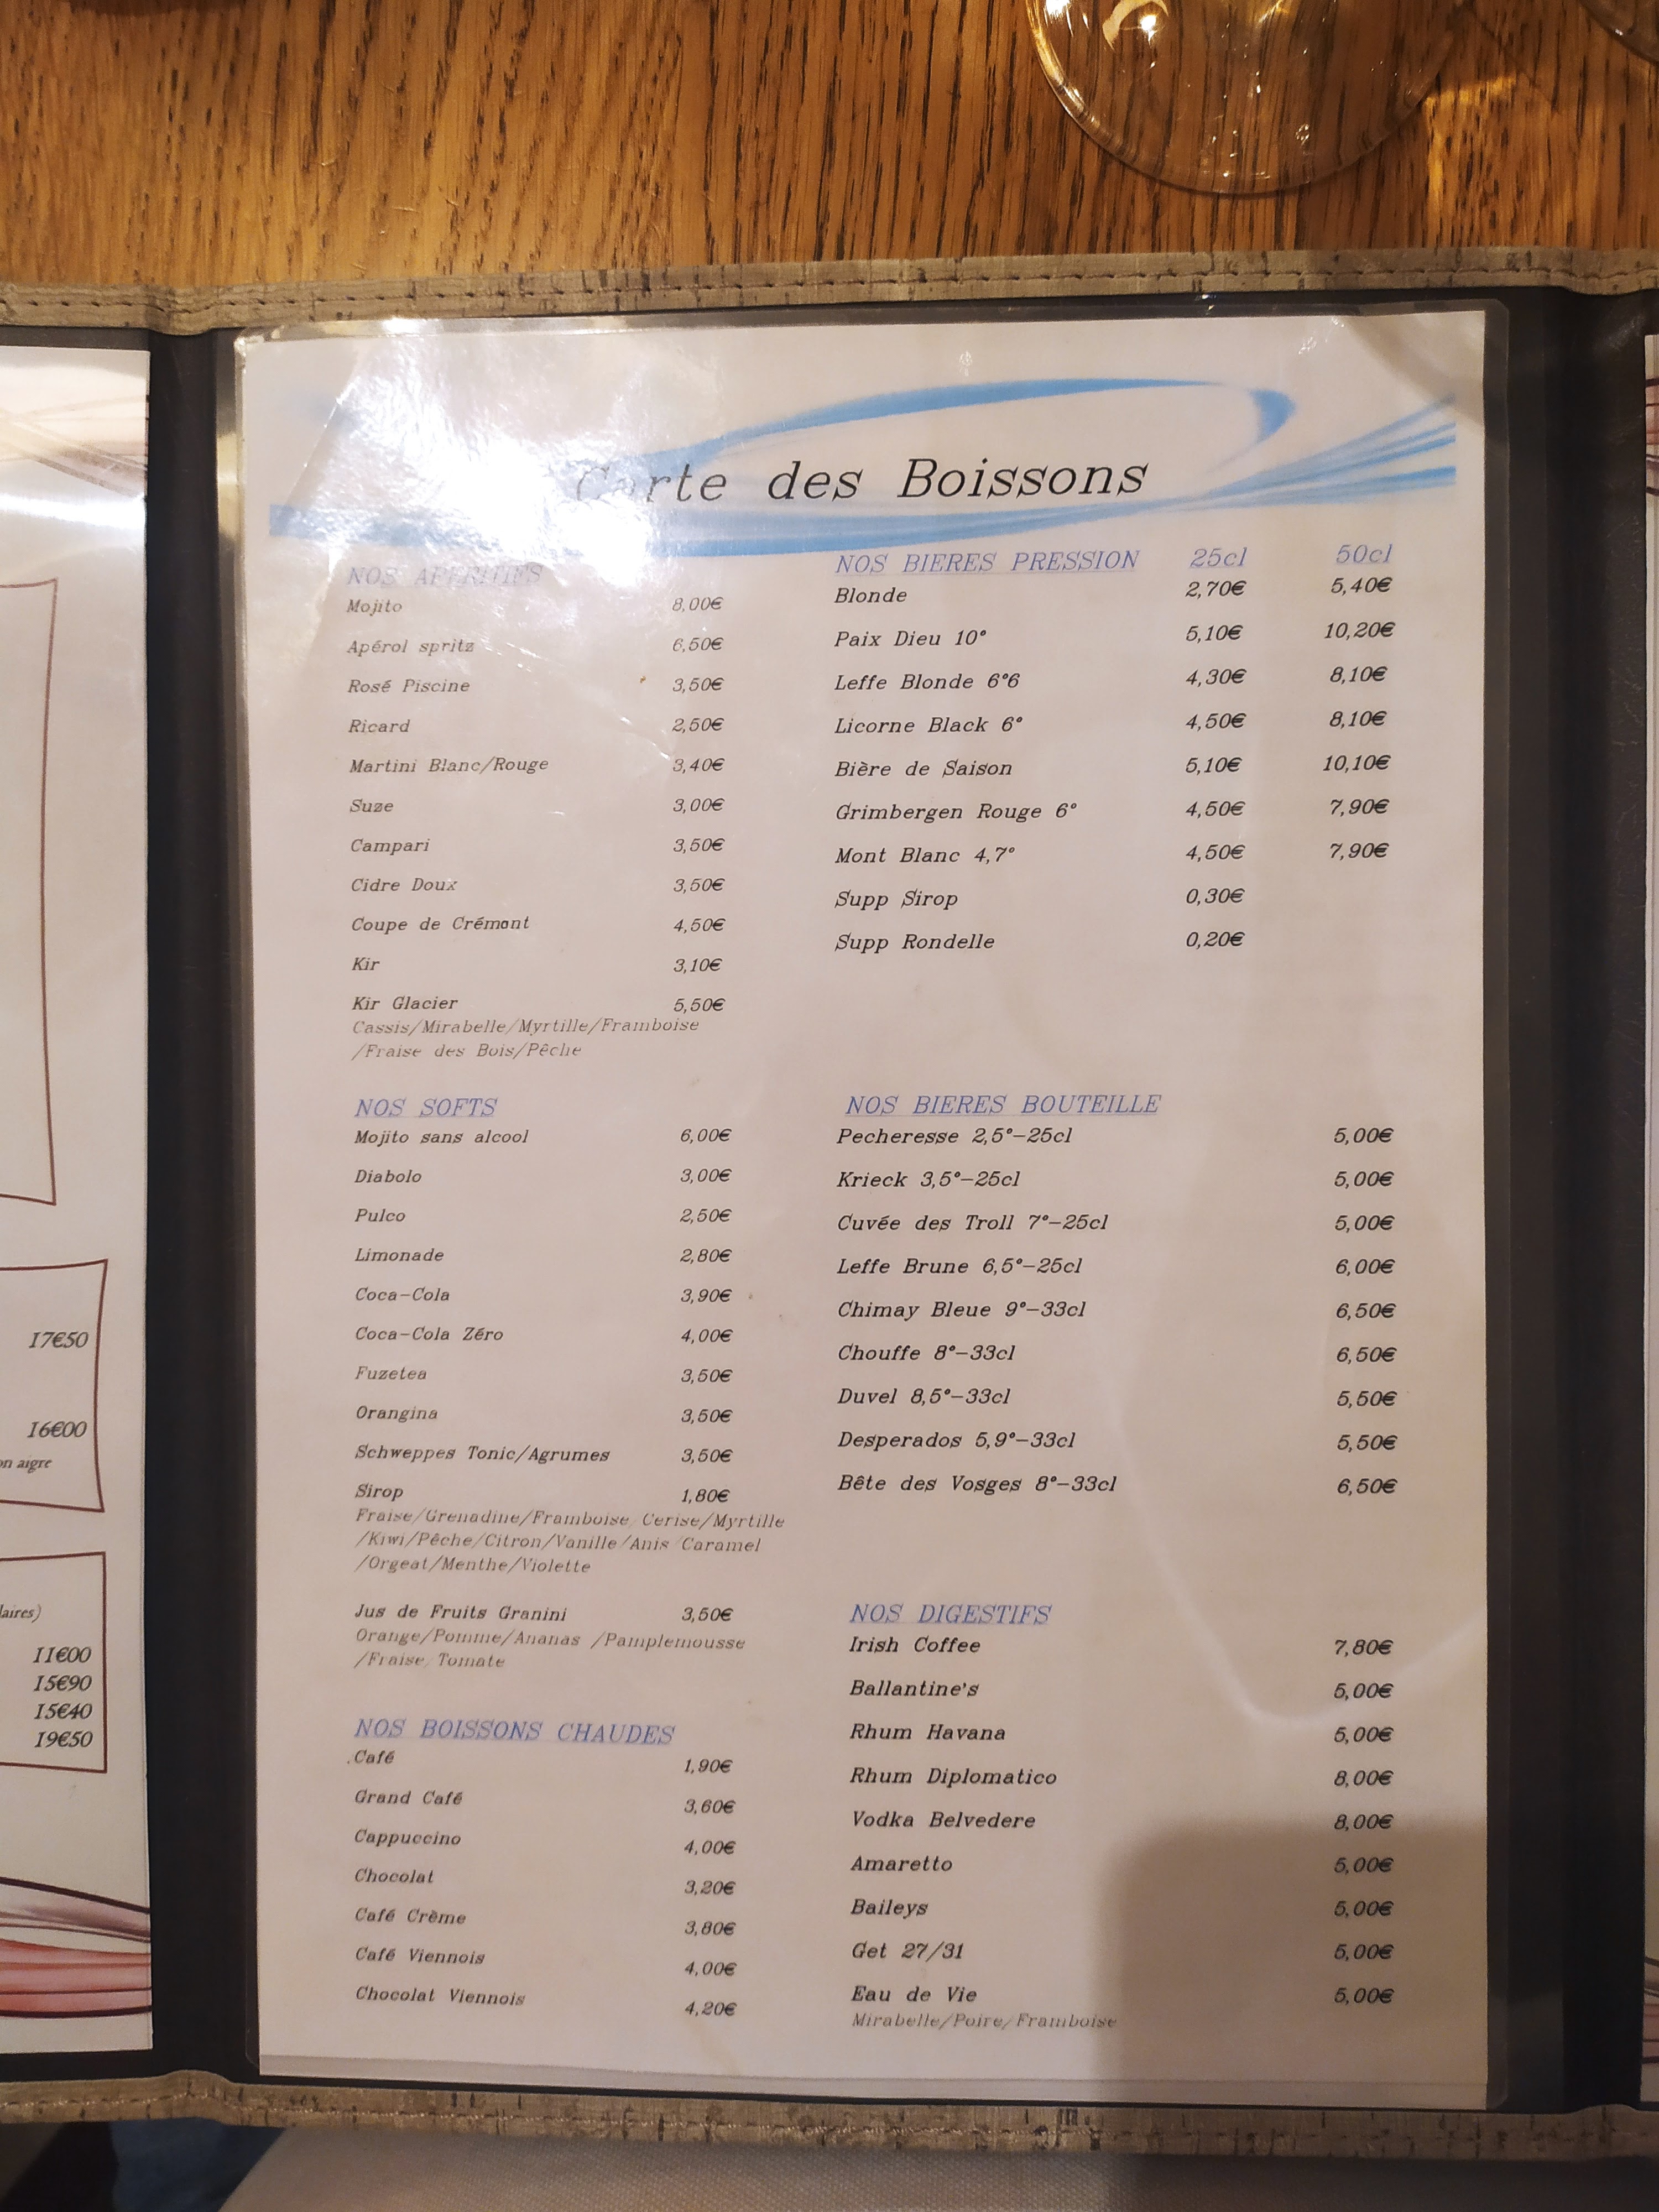 Carte des Boissons
NOS APERITIFS
Mojito 8,00€
Apérol spritz 6,50€
Rosé Piscine 3,50€
Ricard 2,50€
Martini Blanc/Rouge 3,40€
Suze 3,00€
Campari 3,50€
Cidre Doux 3,50€
Coupe de Crémant 4,50€
Kir 3,10€
Kir Glacier 5,50€
Cassis/Mirabelle/Myrtille/Framboise
/Fraise des Bois/Pêche
NOS SOFTS
Mojito sans alcool 6,00€
Diabolo 3,00€
Pulco 2,50€
Limonade 2,80€
Coca-Cola 3,90€
Coca-Cola Zéro 4,00€
Fuzetea 3,50€
Orangina 3,50€
Schweppes Tonic/Agrumes 3,50€
Sirop 1,80€
Fraise/Grenadine/Framboise/Cerise/Myrtille
/Kiwi/Pêche/Citron/Vanille/Anis/Caramel
/Orgeat/Menthe/Violette
Jus de Fruits Granini 3,50€
Orange/Pomme/Ananas /Pamplemousse
/Fraise/Tomate
NOS BOISSONS CHAUDES
Café 1,90€
Grand Café 3,60€
Cappuccino 4,00€
Chocolat 3,20€
Café Crème 3,80€
Café Viennois 4,00€
Chocolat Viennois 4,20€
NOS BIERES PRESSION 25cl 50cl
Blonde 2,70€ 5,40€
Paix Dieu 10° 5,10€ 10,20€
Leffe Blonde 6°6 4,30€ 8,10€
Licorne Black 6° 4,50€ 8,10€
Bière de Saison 5,10€ 10,10€
Grimbergen Rouge 6° 4,50€ 7,90€
Mont Blanc 4,7° 4,50€ 7,90€
Supp Sirop 0,30€
Supp Rondelle 0,20€
NOS BIERES BOUTEILLE
Pecheresse 2,5°-25cl 5,00€
Krieck 3,5°-25cl 5,00€
Cuvée des Troll 7°-25cl 5,00€
Leffe Brune 6,5°-25cl 6,00€
Chimay Bleue 9°-33cl 6,50€
Chouffe 8°-33cl 6,50€
Duvel 8,5°-33cl 5,50€
Desperados 5,9°-33cl 5,50€
Bête des Vosges 8°-33cl 6,50€
NOS DIGESTIFS
Irish Coffee 7,80€
Ballantine's 5,00€
Rhum Havana 5,00€
Rhum Diplomatico 8,00€
Vodka Belvedere 8,00€
Amaretto 5,00€
Baileys 5,00€
Get 27/31 5,00€
Eau de Vie 5,00€
Mirabelle/Poire/Framboise
17€50
16€00
aigre
11€00
15€90
15€40
19€50